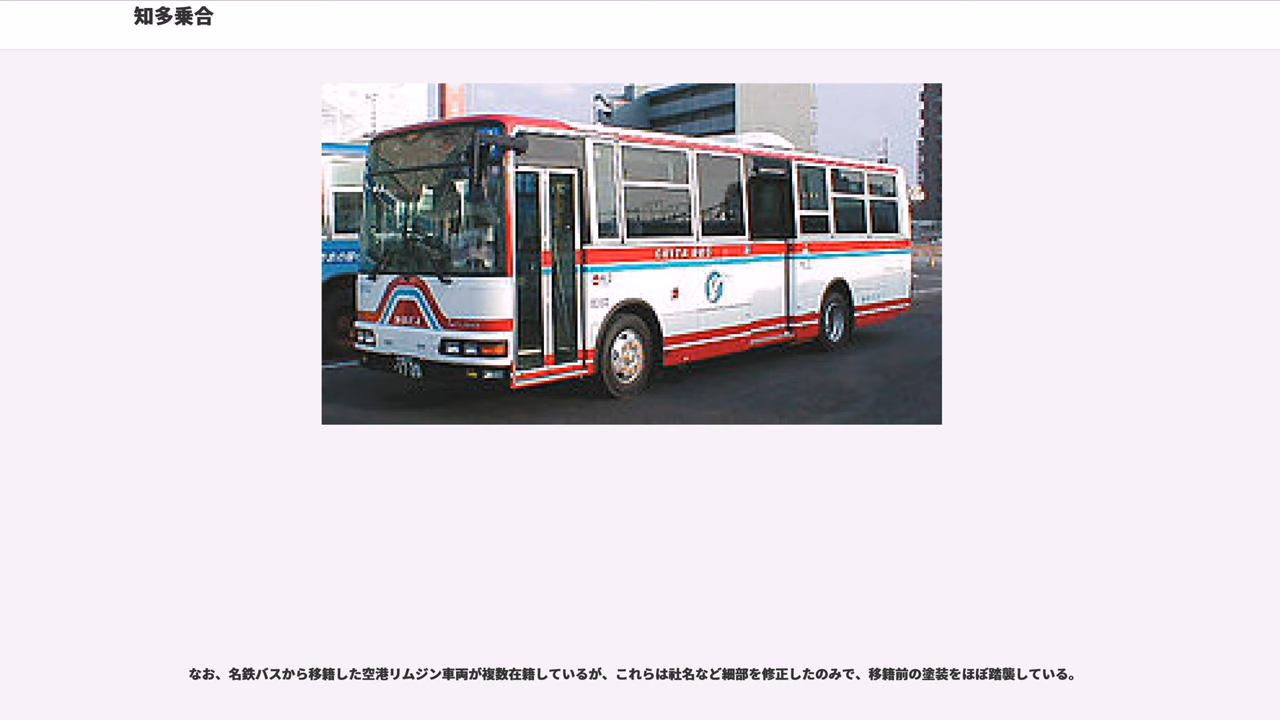 知多乗合
CHITA BUS
なお、名鉄バスから移籍した空港リムジン車両が複数在籍しているが、これらは社名など細部を修正したのみで、移籍前の塗装をほぼ踏襲している。